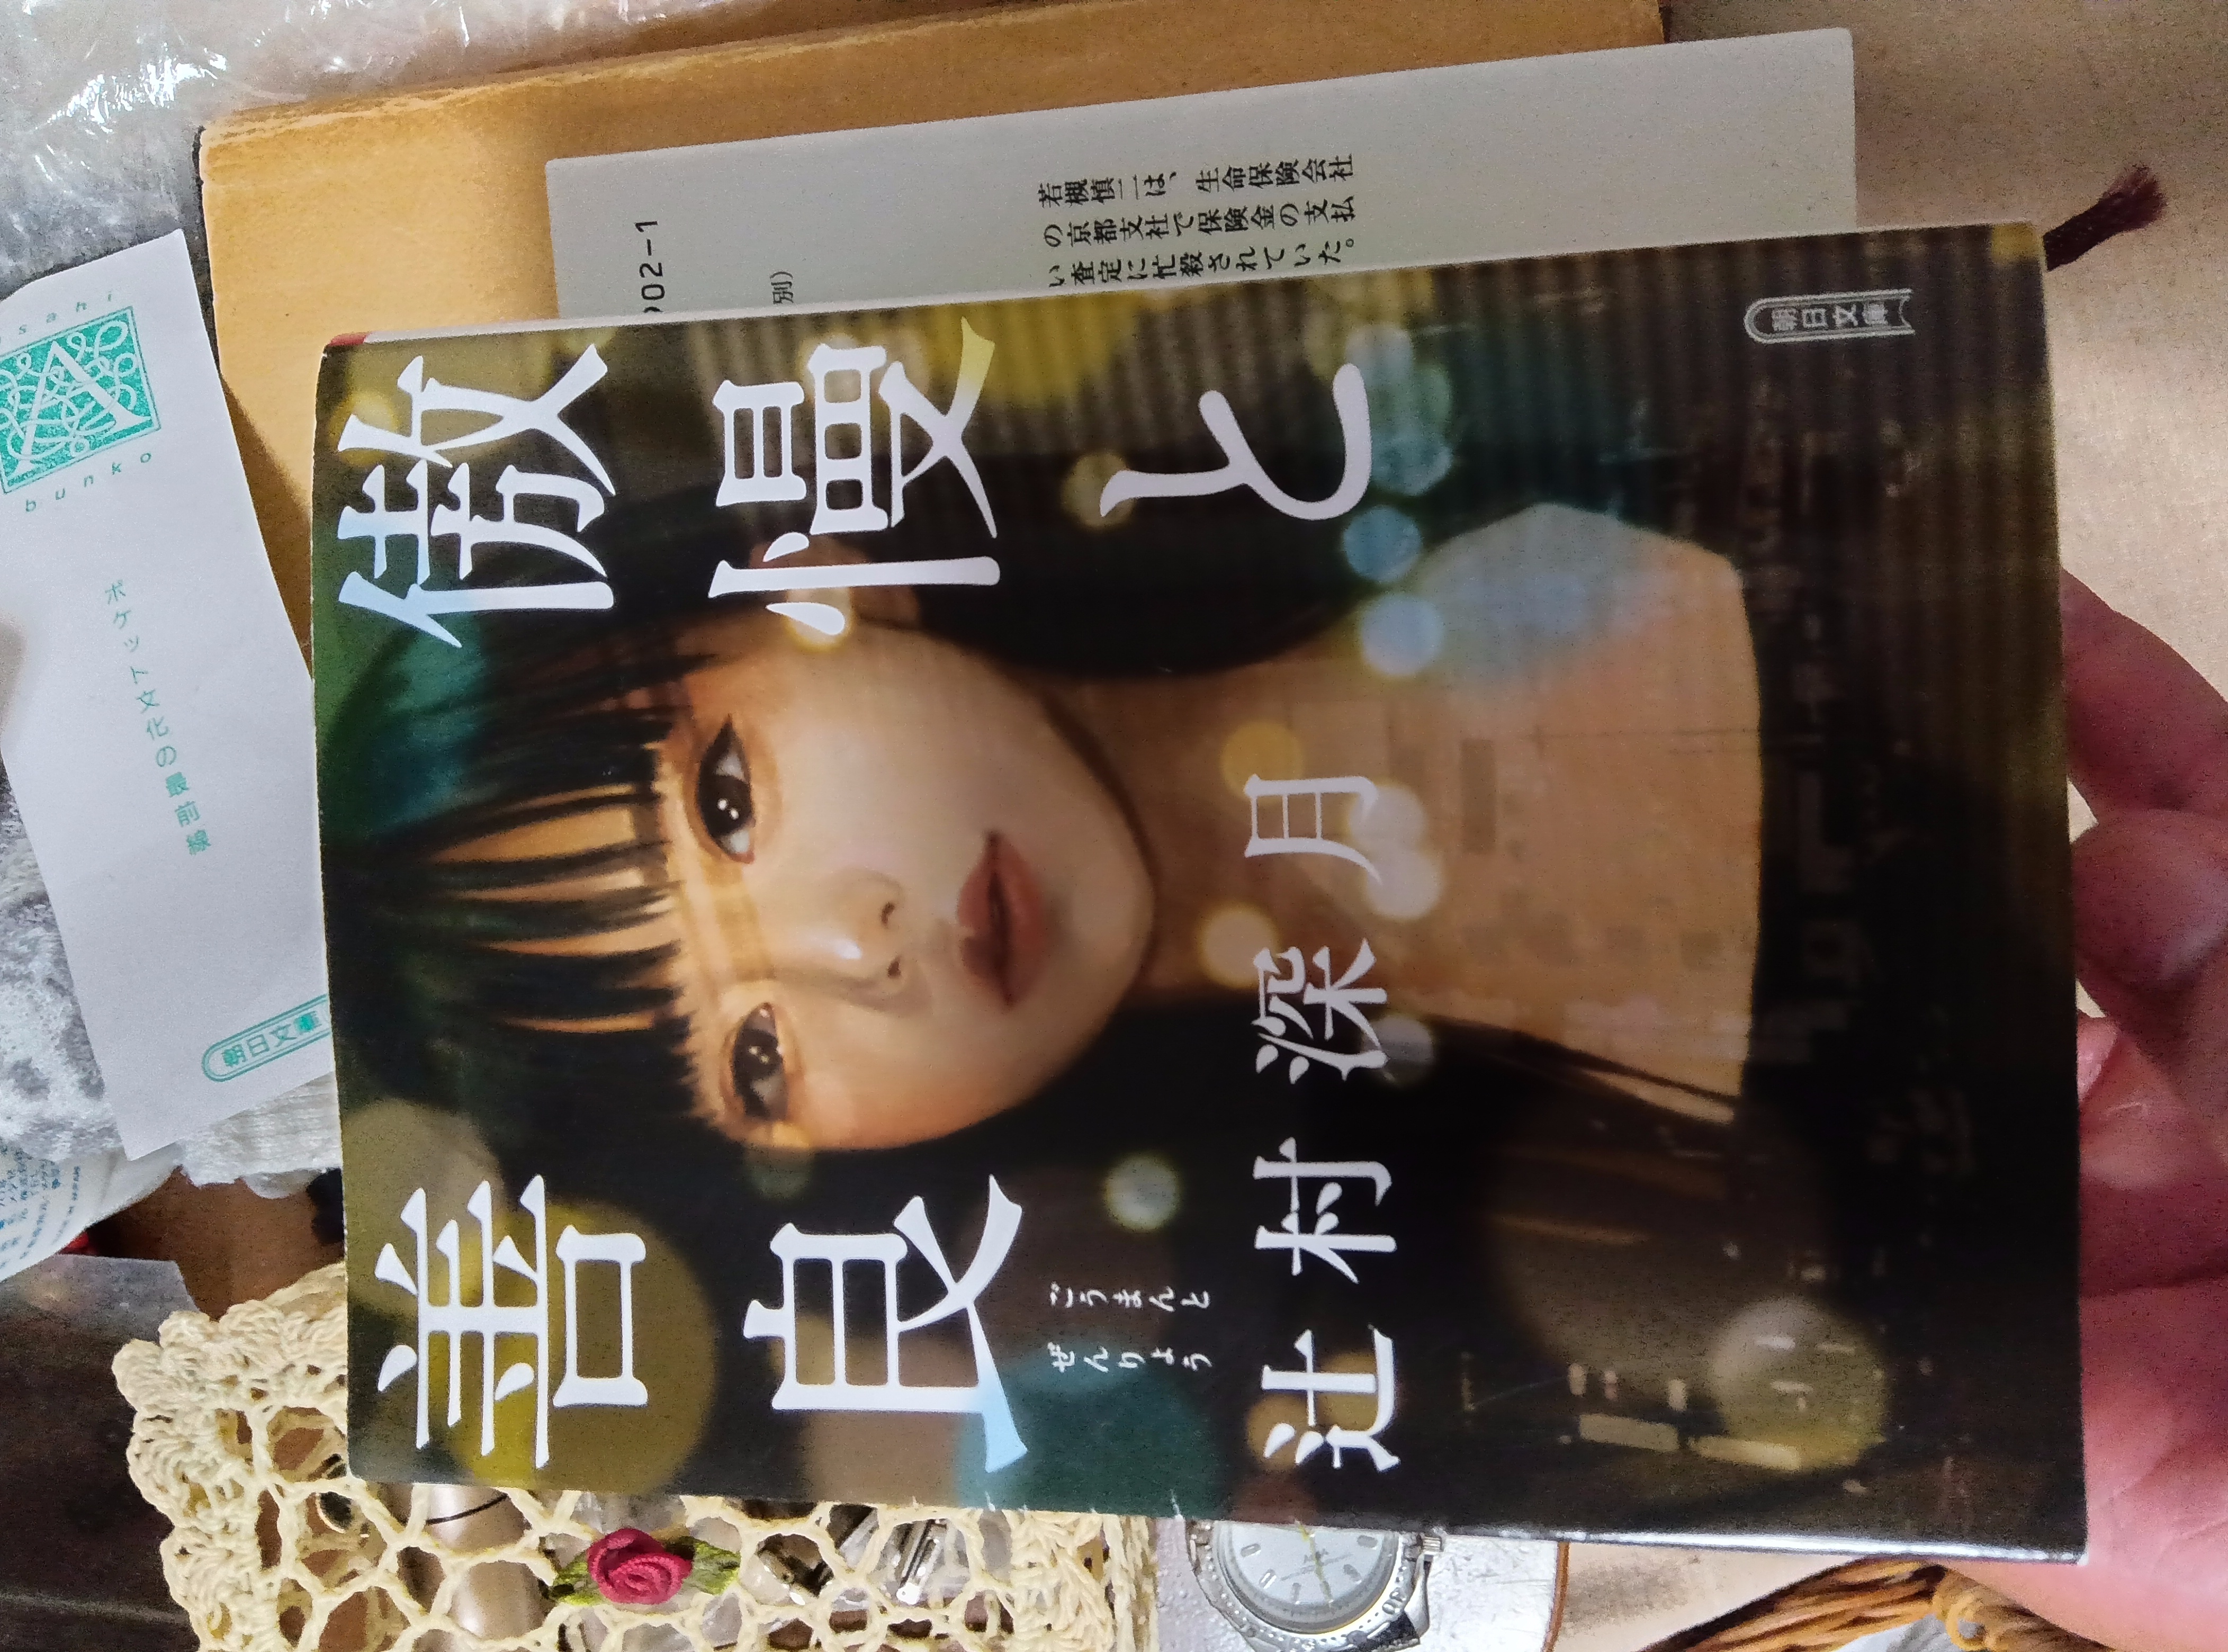 傲慢と
善良
ごうまんと
ぜんりょう
辻村深月
朝日文庫
asahi
bunko
ポケット文化の最前線
朝日文庫
902-1
別）
若槻慎二は、生命保険会社
の京都支社で保険金の支払
い査定に忙殺されていた。